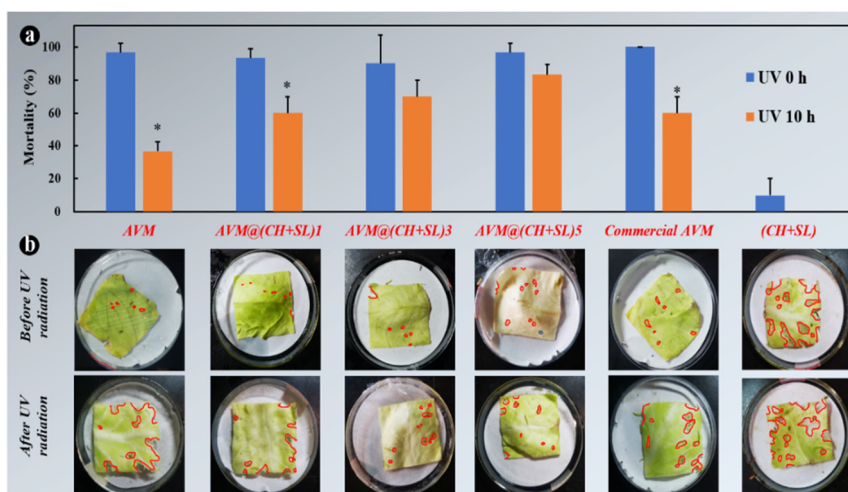 a
100
80
60
40
20
0
Mortality (%)
UV 0 h
UV 10 h
*
*
*
AVM
AVM@(CH+SL)1
AVM@(CH+SL)3
AVM@(CH+SL)5
Commercial AVM
(CH+SL)
b
Before UV
radiation
After UV
radiation